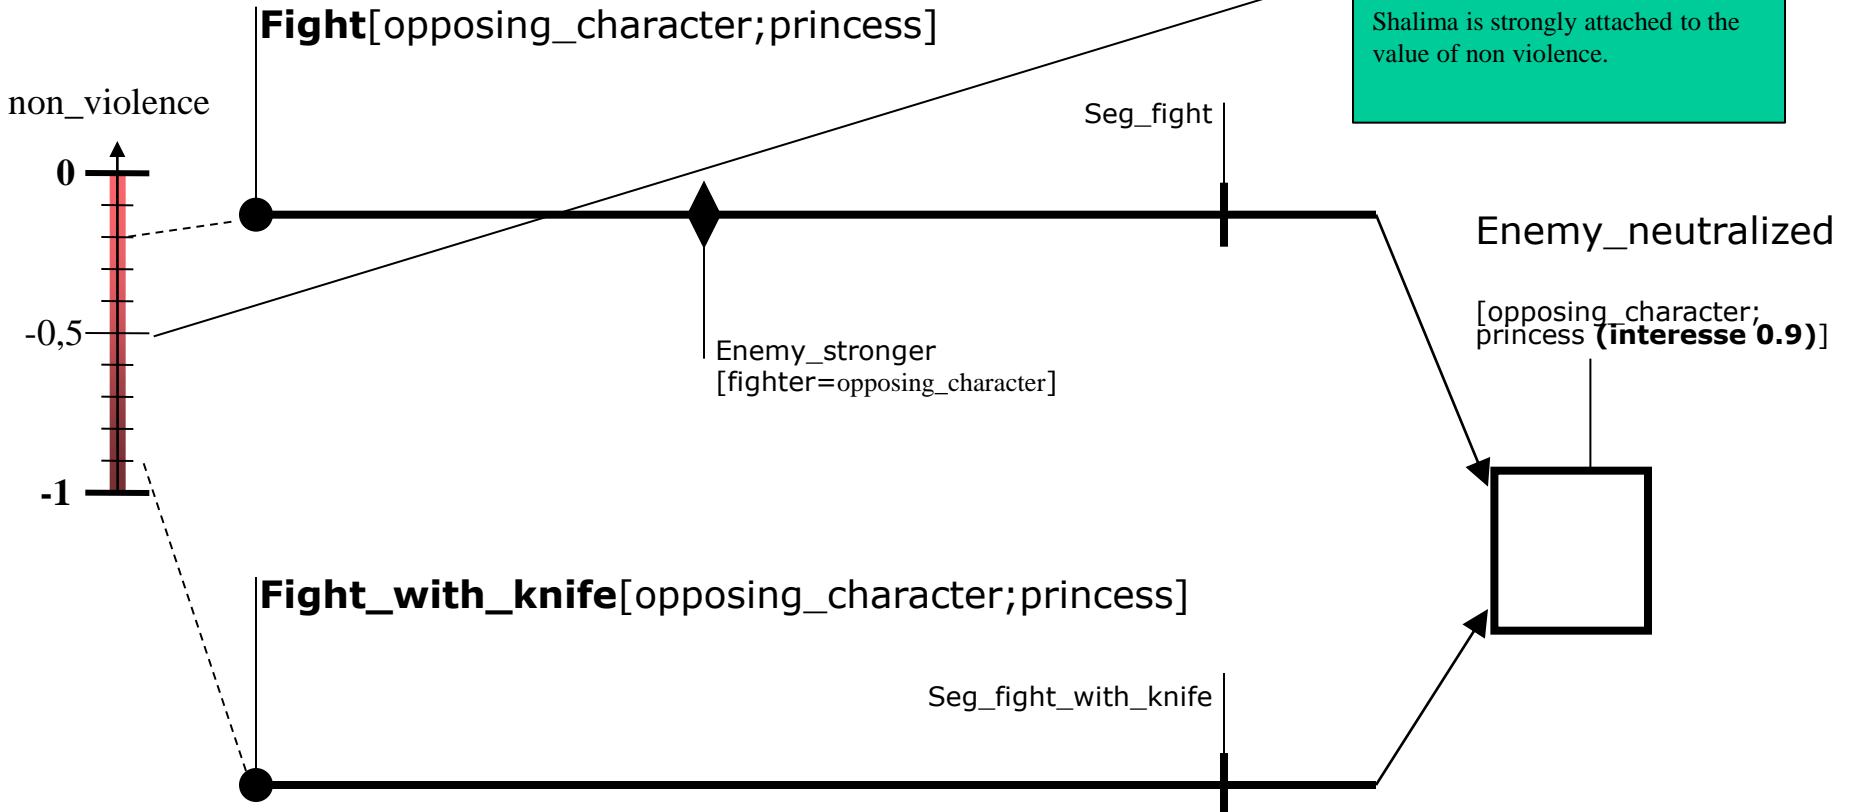 Fight[opposing_character;princess]
Shalima is strongly attached to the
value of non violence.
non_violence
Seg_fight
0
Enemy_neutralized
[opposing_character;
princess (interesse 0.9)]
-0,5
Enemy_stronger
[fighter=opposing_character]
-1
Fight_with_knife[opposing_character;princess]
Seg_fight_with_knife